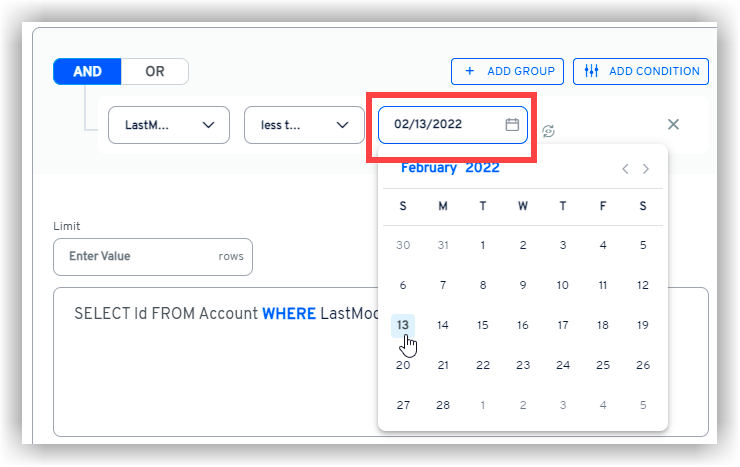 AND OR + ADD GROUP ADD CONDITION
LastM... less t... 02/13/2022
February 2022
S M T W T F S
Limit
30 31 1 2 3 4 5
Enter Value rows
6 7 8 9 10 11 12
SELECT Id FROM Account WHERE LastMod
13 14 15 16 17 18 19
20 21 22 23 24 25 26
27 28 1 2 3 4 5